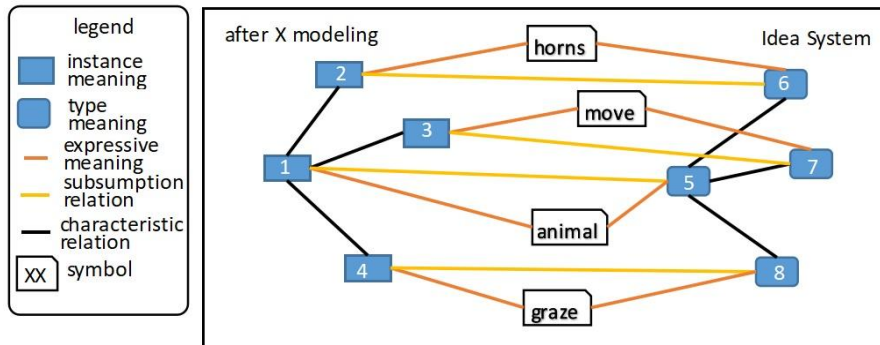 legend
instance
meaning
type
meaning
expressive
meaning
subsumption
relation
characteristic
relation
XX symbol
after X modeling
Idea System
horns
2
6
move
3
7
1
5
animal
4
8
graze